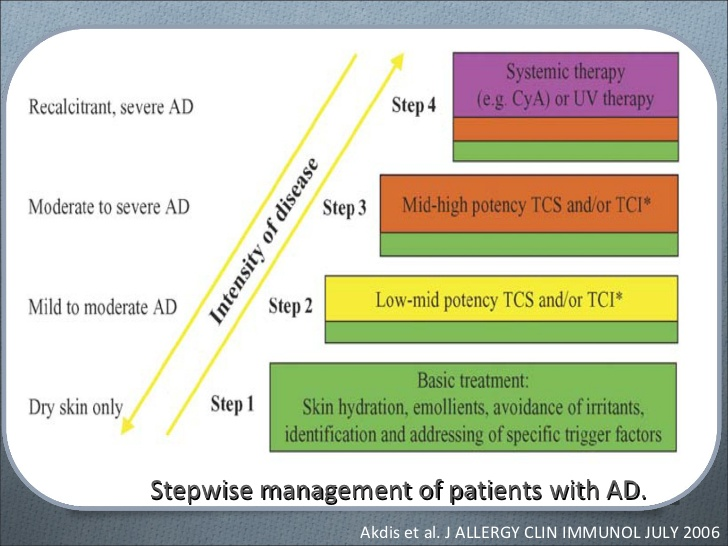 Recalcitrant, severe AD
Step 4
Systemic therapy
(e.g. CyA) or UV therapy
Moderate to severe AD
Intensity of disease
Step 3
Mid-high potency TCS and/or TCI*
Mild to moderate AD
Step 2
Low-mid potency TCS and/or TCI*
Dry skin only
Step 1
Basic treatment:
Skin hydration, emollients, avoidance of irritants,
identification and addressing of specific trigger factors
Stepwise management of patients with AD.
Akdis et al. J ALLERGY CLIN IMMUNOL JULY 2006